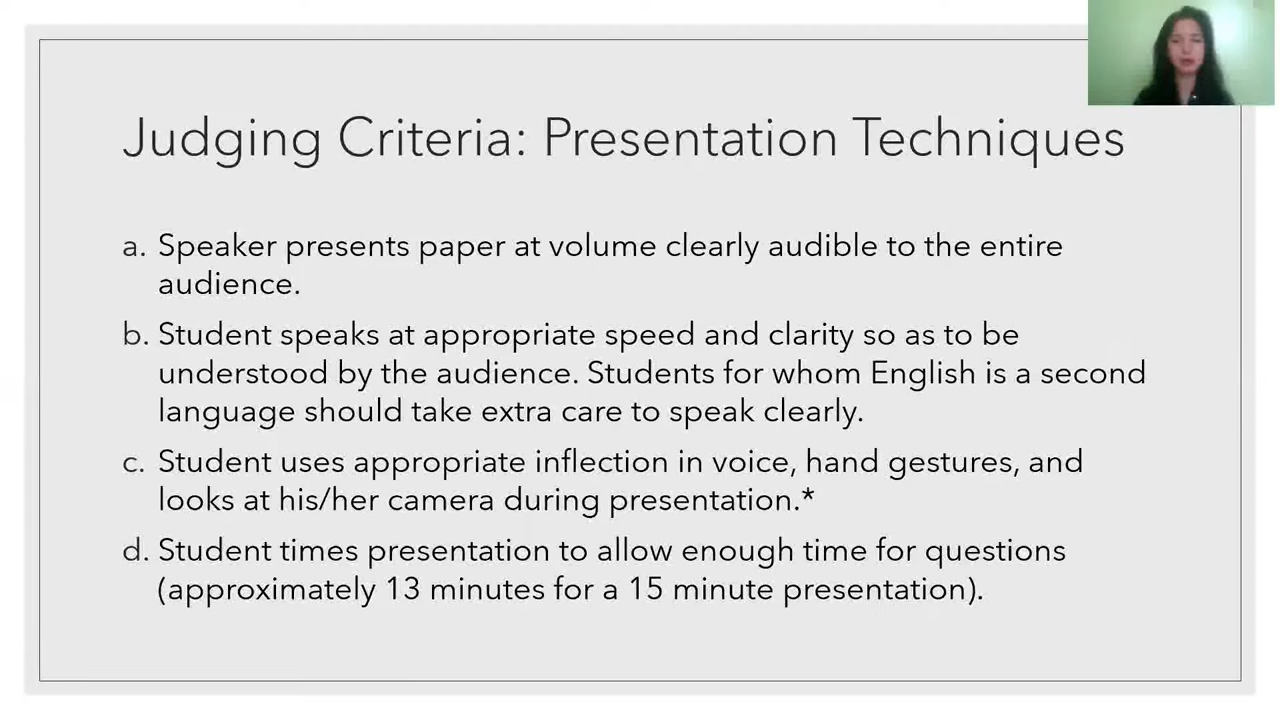 Judging Criteria: Presentation Techniques
a. Speaker presents paper at volume clearly audible to the entire
audience.
b. Student speaks at appropriate speed and clarity so as to be
understood by the audience. Students for whom English is a second
language should take extra care to speak clearly.
c. Student uses appropriate inflection in voice, hand gestures, and
looks at his/her camera during presentation.*
d. Student times presentation to allow enough time for questions
(approximately 13 minutes for a 15 minute presentation).